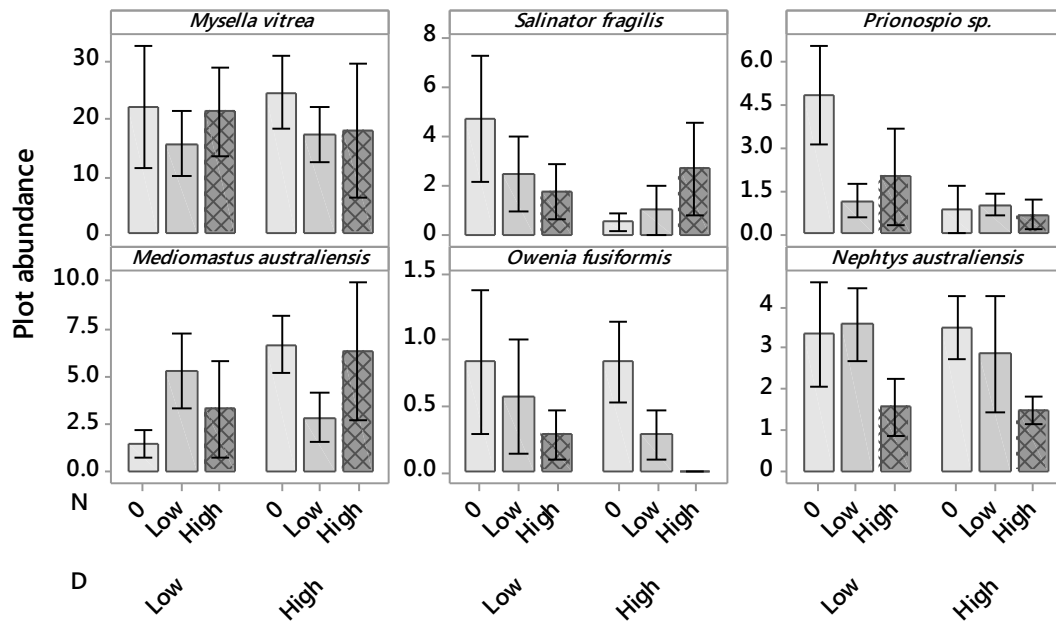 Mysella vitrea
Salinator fragilis
Prionospio sp.
30
20
10
0
8
6
4
2
0
6.0
4.5
3.0
1.5
0.0
Plot abundance
Mediomastus australiensis
Owenia fusiformis
Nephtys australiensis
10.0
7.5
5.0
2.5
0.0
1.5
1.0
0.5
0.0
4
3
2
1
0
N
0 Low High 0 Low High
0 Low High 0 Low High
0 Low High 0 Low High
D
Low High
Low High
Low High